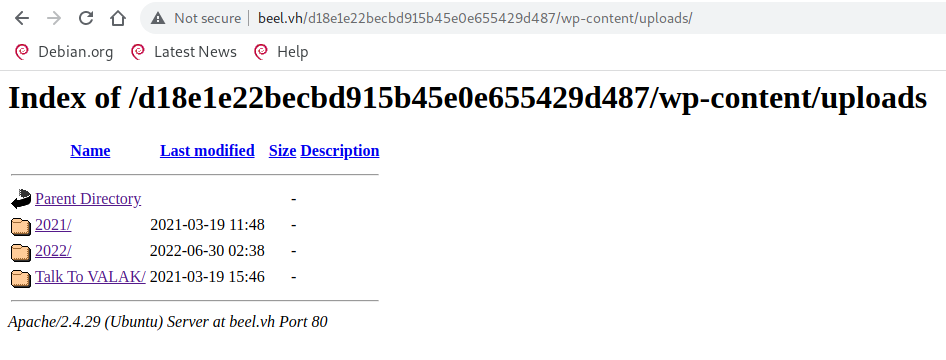 Not secure | beel.vh/d18e1e22becbd915b45e0e655429d487/wp-content/uploads/
Debian.org Latest News Help
Index of /d18e1e22becbd915b45e0e655429d487/wp-content/uploads
Name Last modified Size Description
Parent Directory -
2021/ 2021-03-19 11:48 -
2022/ 2022-06-30 02:38 -
Talk To VALAK/ 2021-03-19 15:46 -
Apache/2.4.29 (Ubuntu) Server at beel.vh Port 80